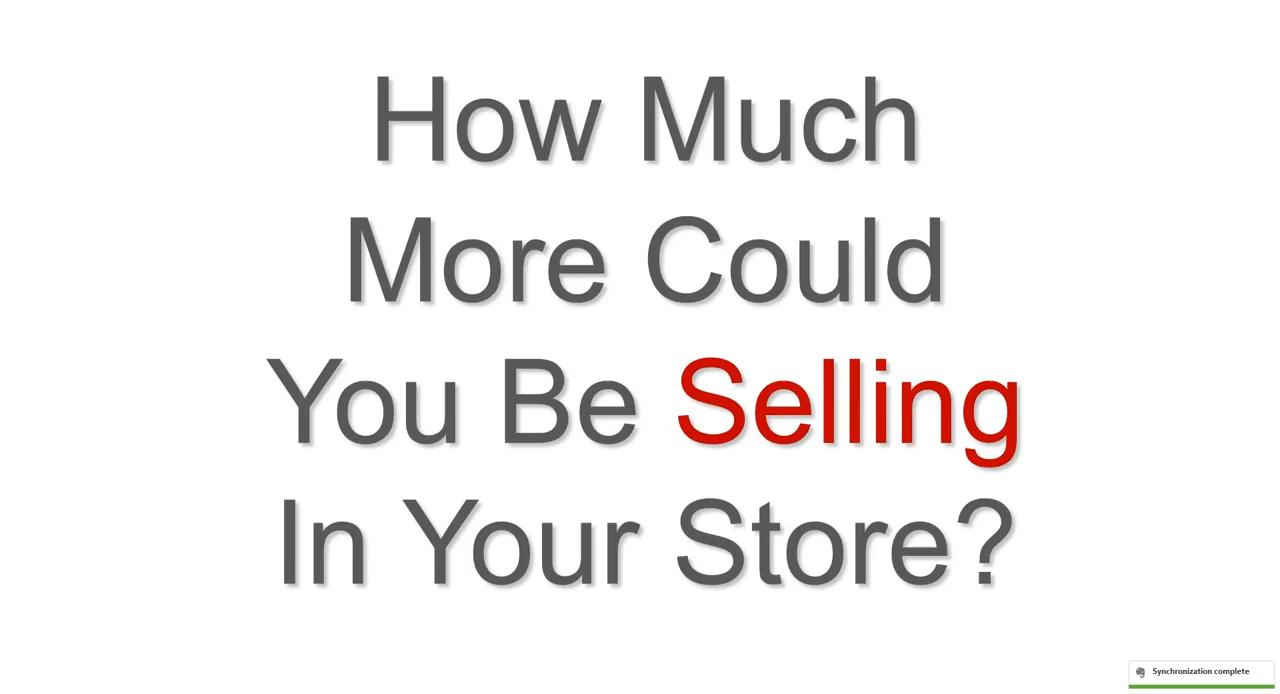 How Much
More Could
You Be Selling
In Your Store?
Synchronization complete